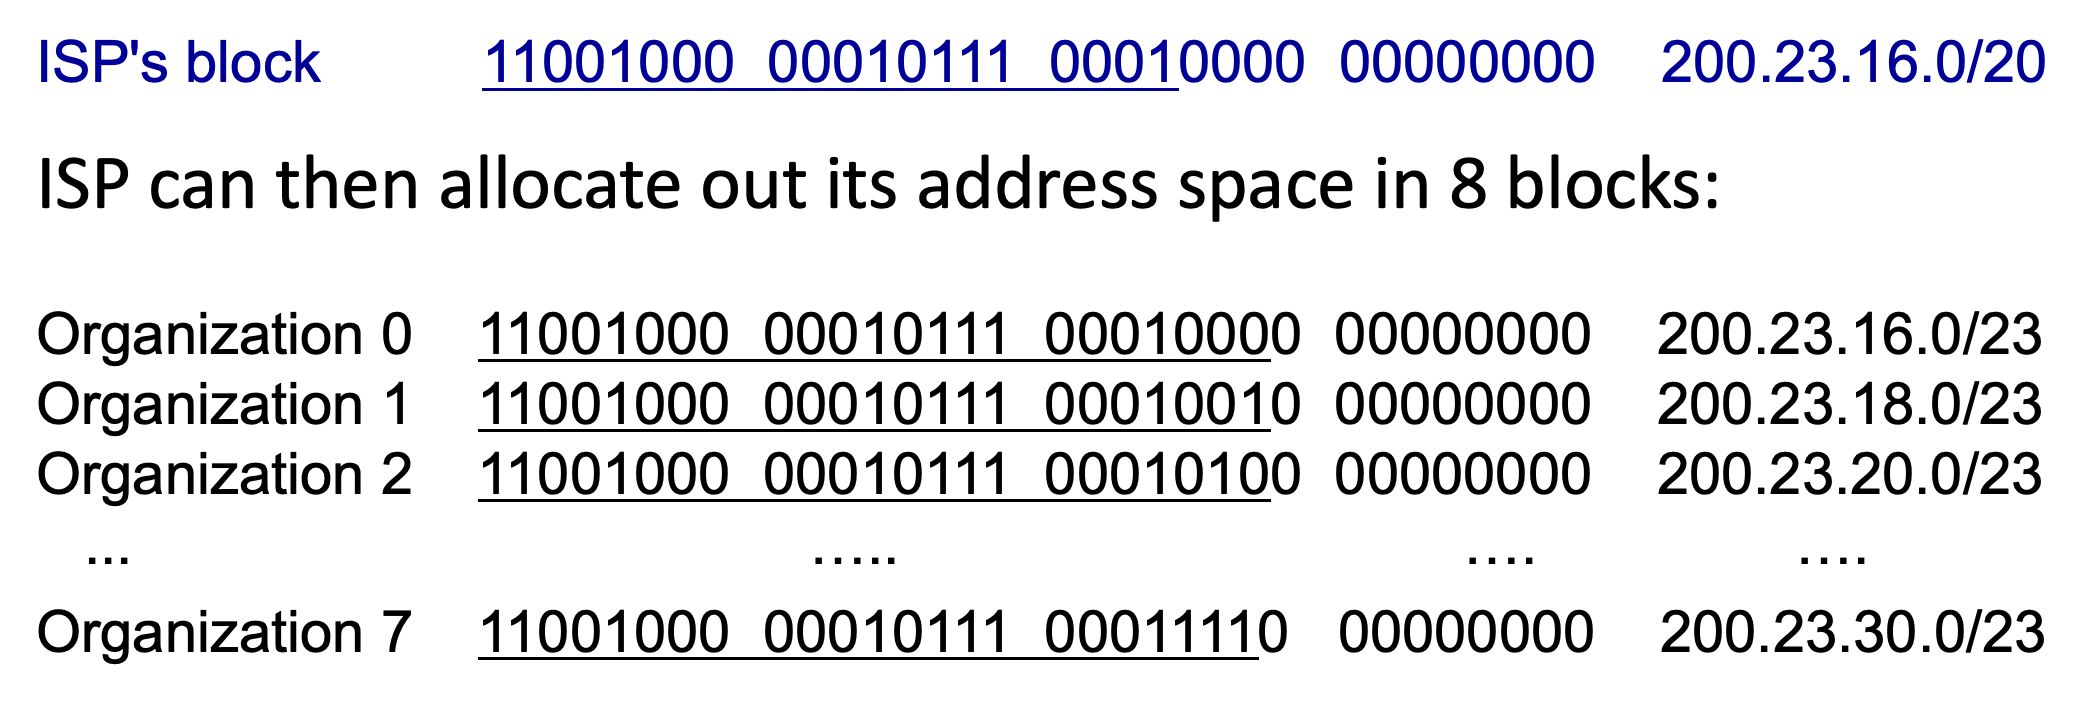 ISP's block 11001000 00010111 00010000 00000000 200.23.16.0/20
ISP can then allocate out its address space in 8 blocks:
Organization 0 11001000 00010111 00010000 00000000 200.23.16.0/23
Organization 1 11001000 00010111 00010010 00000000 200.23.18.0/23
Organization 2 11001000 00010111 00010100 00000000 200.23.20.0/23
... ..... .... ....
Organization 7 11001000 00010111 00011110 00000000 200.23.30.0/23